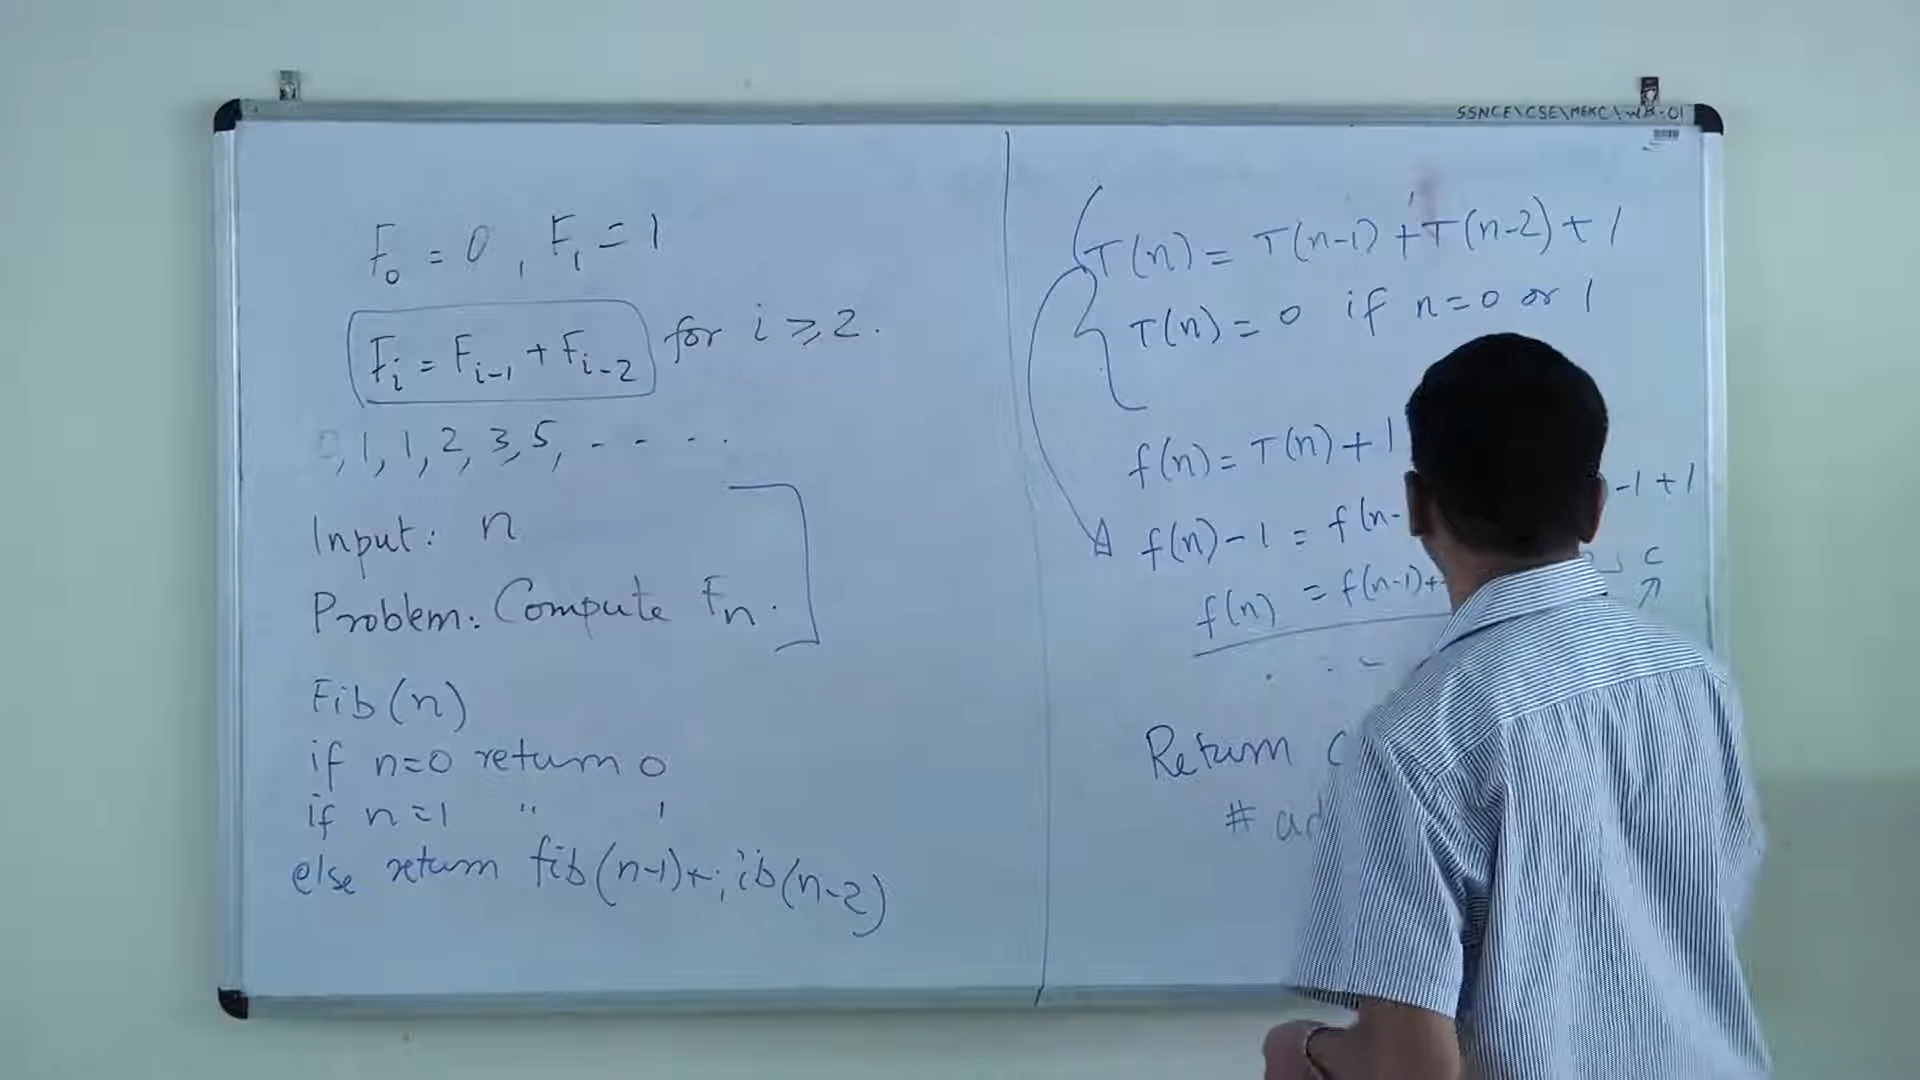 SSNCE\CSE\MEKC\WB-01
F₀ = 0, F₁ = 1
Fᵢ = Fᵢ₋₁ + Fᵢ₋₂ for i ≥ 2.
0, 1, 1, 2, 3, 5, - - - .
Input: n
Problem: Compute Fn.
Fib(n)
if n=0 return 0
if n=1 " 1
else return fib(n-1)+fib(n-2)
T(n) = T(n-1) + T(n-2) + 1
T(n) = 0 if n=0 or 1
f(n) = T(n) + 1
f(n) - 1 = f(n- -1 + 1
f(n) = f(n-1)+
C
Return
#